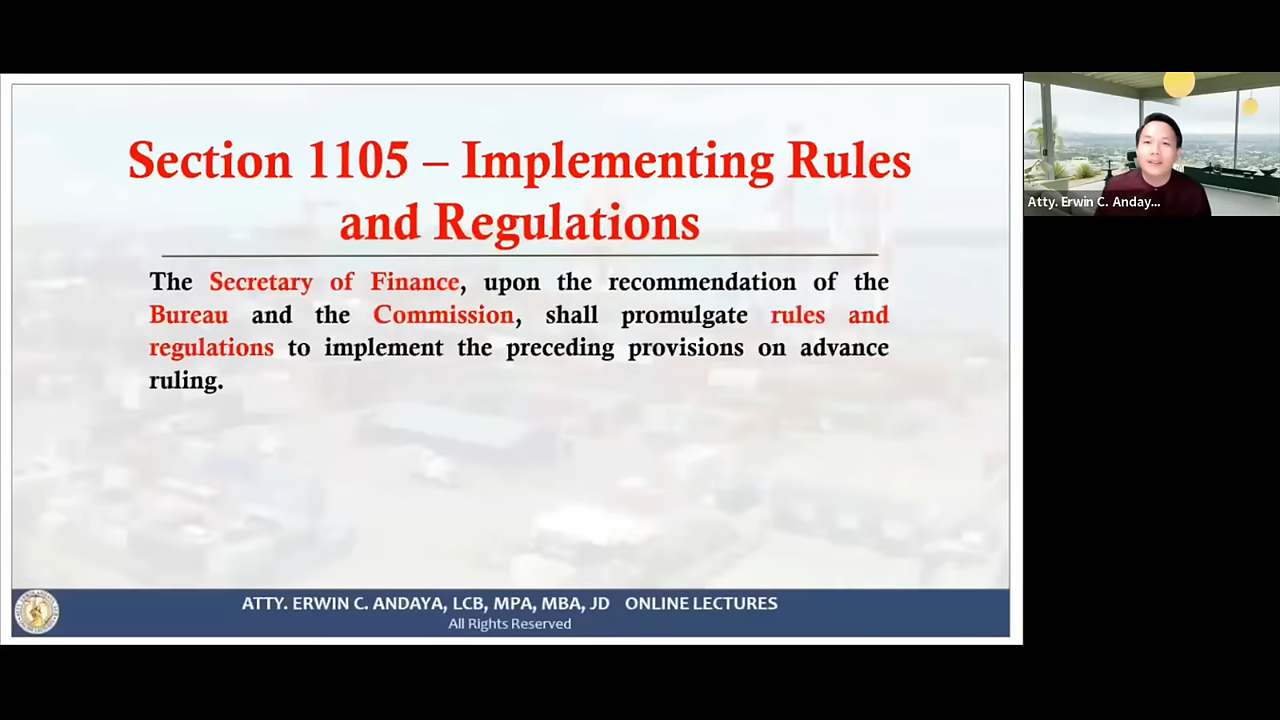 Section 1105 – Implementing Rules
and Regulations
The Secretary of Finance, upon the recommendation of the
Bureau and the Commission, shall promulgate rules and
regulations to implement the preceding provisions on advance
ruling.
ATTY. ERWIN C. ANDAYA, LCB, MPA, MBA, JD ONLINE LECTURES
All Rights Reserved
Atty. Erwin C. Anday...